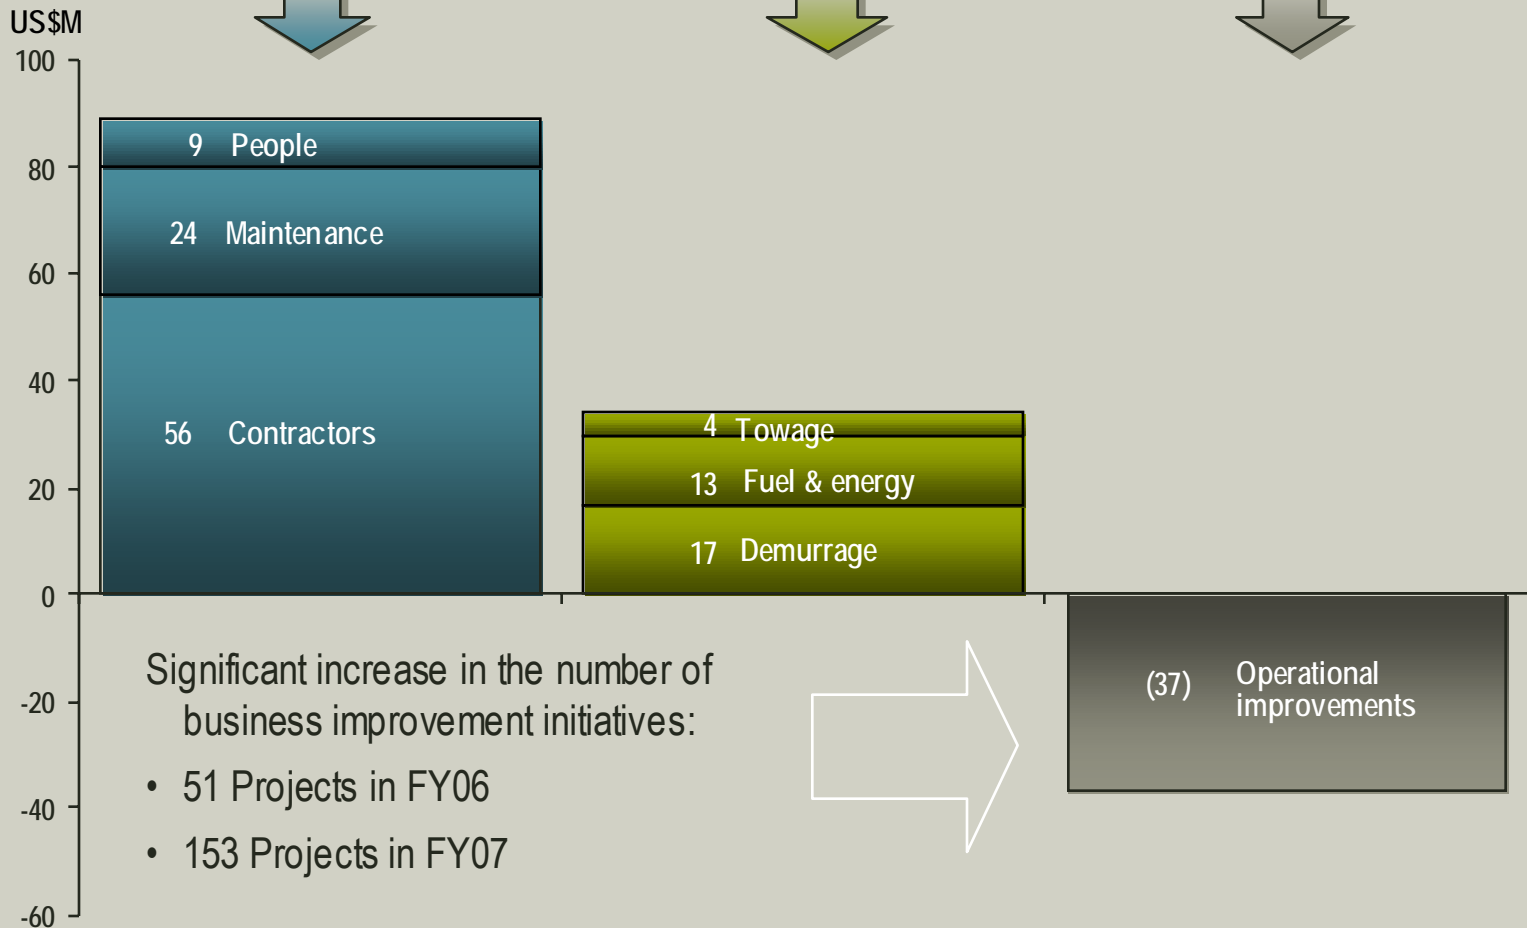 US$M
100
80
60
40
20
0
-20
-40
-60
9 People
24 Maintenance
56 Contractors
4 Towage
13 Fuel & energy
17 Demurrage
(37) Operational
improvements
Significant increase in the number of
business improvement initiatives:
• 51 Projects in FY06
• 153 Projects in FY07